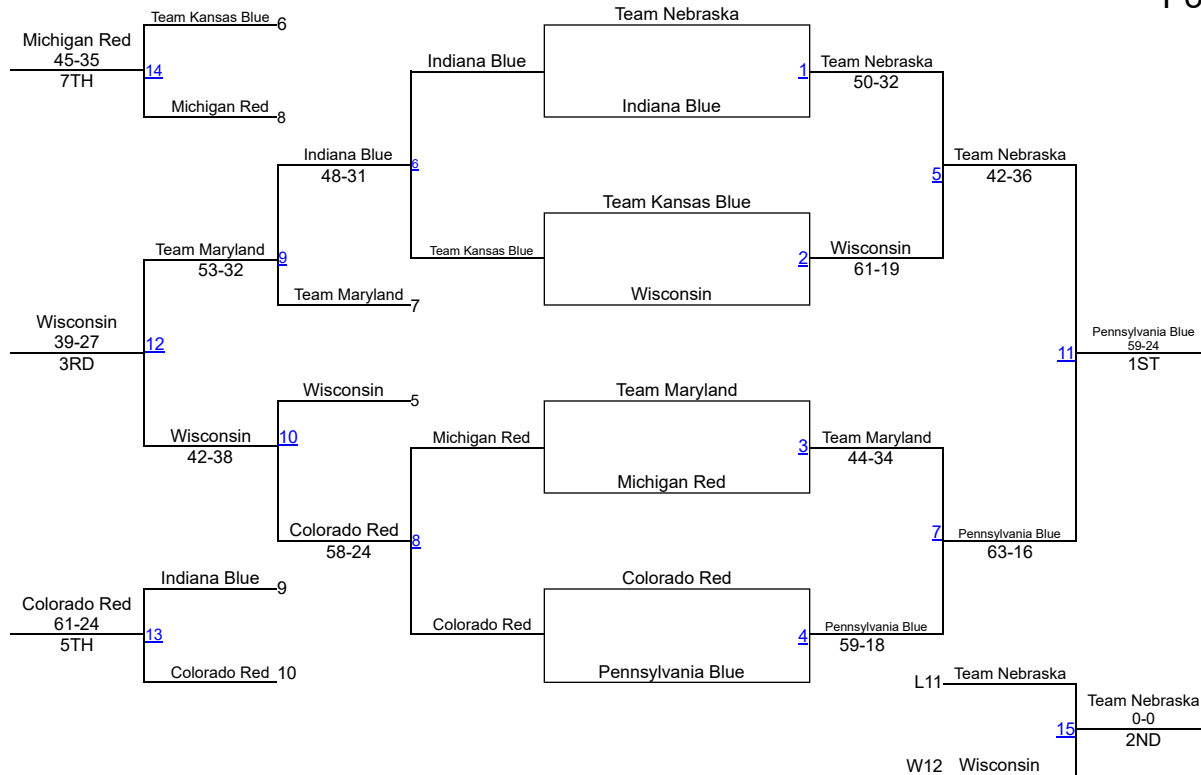 Team Nebraska
Team Kansas Blue 6
Michigan Red
45-35
14
7TH
Michigan Red 8
Indiana Blue
1
Team Nebraska
50-32
Indiana Blue
Indiana Blue
48-31
6
5
Team Nebraska
42-36
Team Kansas Blue
Team Maryland
53-32
9
Team Kansas Blue
2
Wisconsin
61-19
Team Maryland 7
Wisconsin
Wisconsin
39-27
12
3RD
11
Pennsylvania Blue
59-24
1ST
Wisconsin 5
Team Maryland
Wisconsin
42-38
10
Michigan Red
3
Team Maryland
44-34
Michigan Red
Colorado Red
58-24
8
7
Pennsylvania Blue
63-16
Indiana Blue 9
Colorado Red
Colorado Red
61-24
13
5TH
Colorado Red
4
Pennsylvania Blue
59-18
Colorado Red 10
Pennsylvania Blue
L11 Team Nebraska
15
Team Nebraska
0-0
2ND
W12 Wisconsin